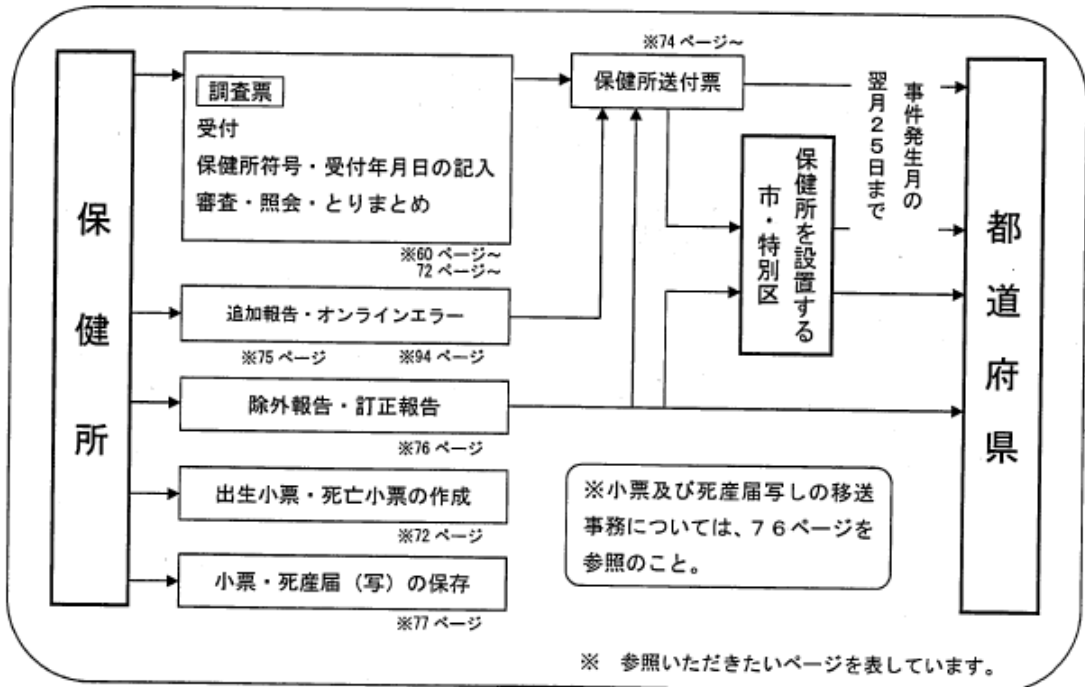 保健所
調査票
受付
保健所符号・受付年月日の記入
審査・照会・とりまとめ
※60 ページ～
72 ページ～
追加報告・オンラインエラー
※75 ページ
※94 ページ
除外報告・訂正報告
※76 ページ
出生小票・死亡小票の作成
※72 ページ
小票・死産届（写）の保存
※77 ページ
※74 ページ～
保健所送付票
保健所を設置する
市・特別区
事件発生月の
翌月２５日まで
都道府県
※小票及び死産届写しの移送
事務については、７６ページを
参照のこと。
※　参照いただきたいページを表しています。